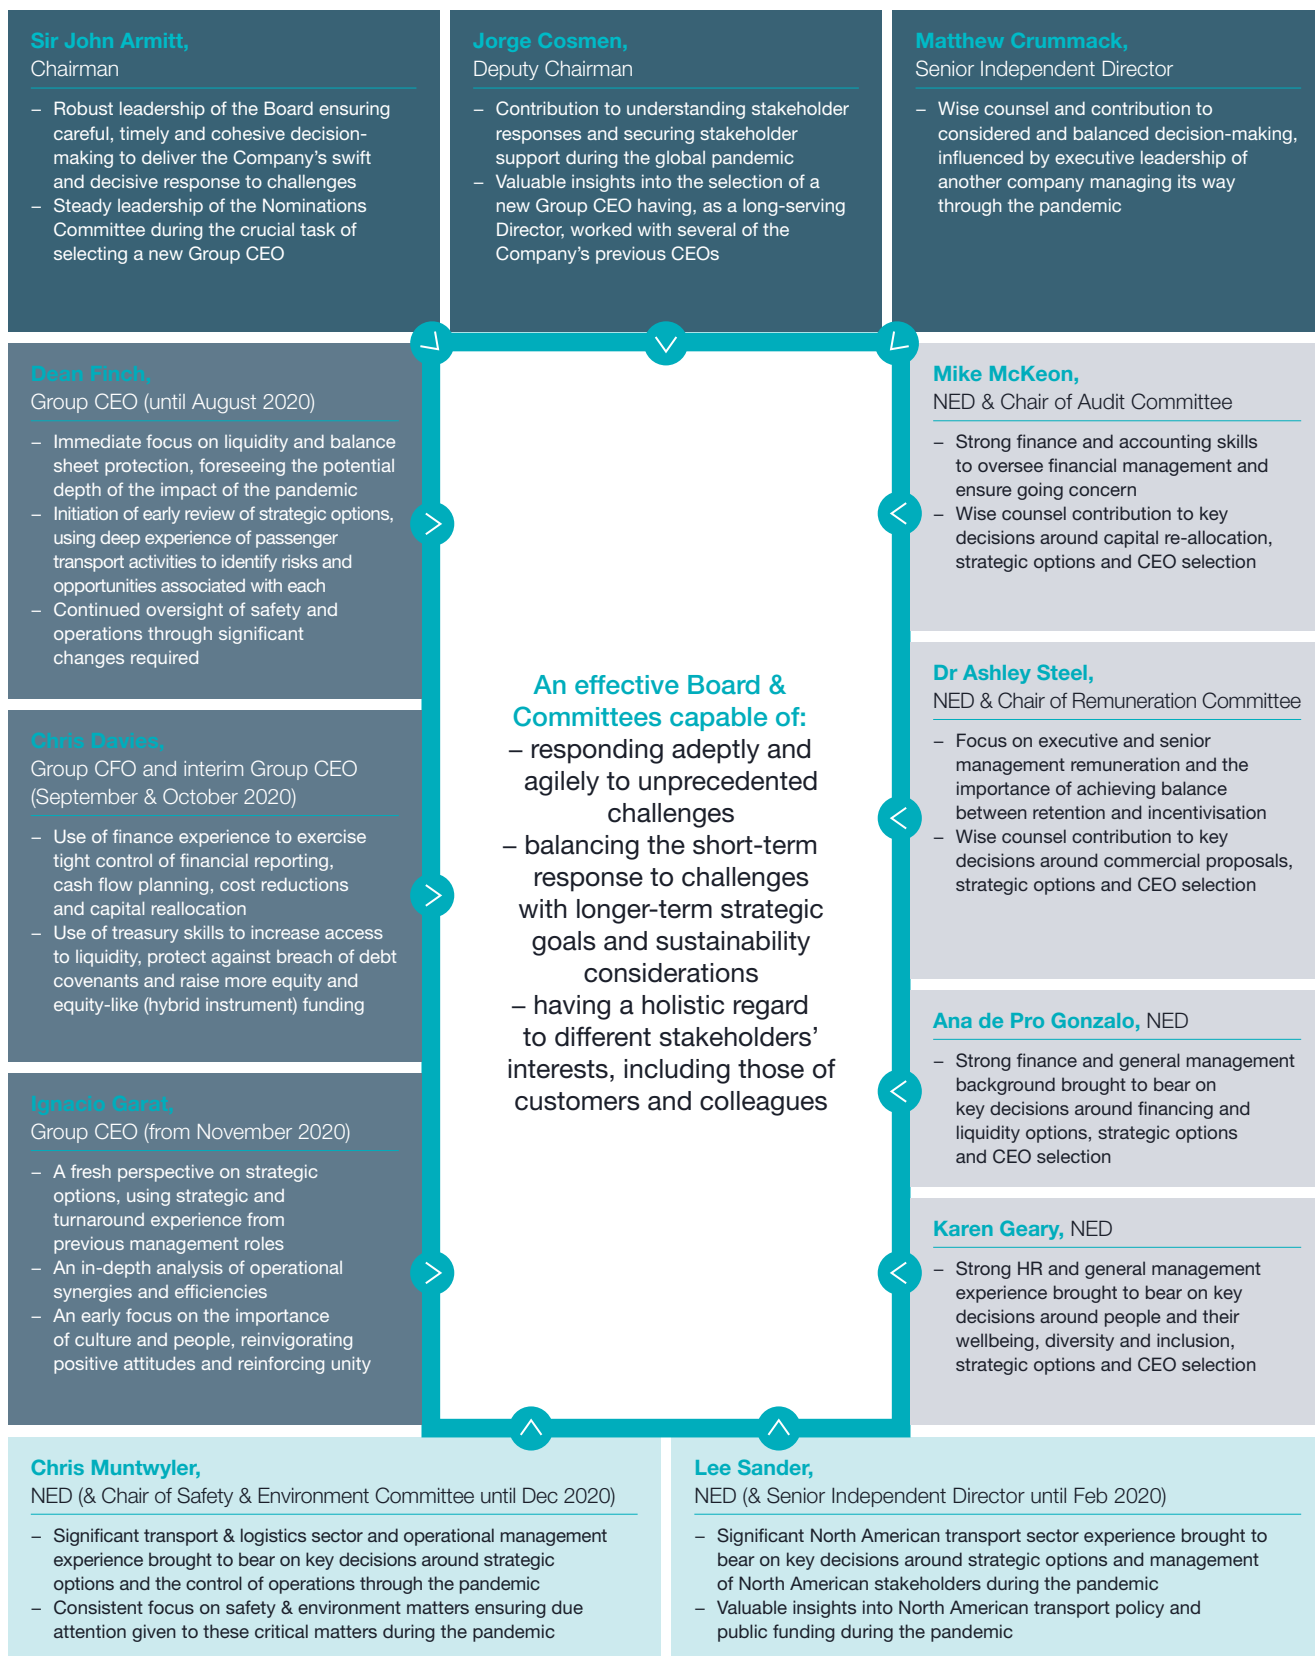 Sir John Armitt,
Chairman
– Robust leadership of the Board ensuring
careful, timely and cohesive decision-
making to deliver the Company's swift
and decisive response to challenges
– Steady leadership of the Nominations
Committee during the crucial task of
selecting a new Group CEO
Jorge Cosmen,
Deputy Chairman
– Contribution to understanding stakeholder
responses and securing stakeholder
support during the global pandemic
– Valuable insights into the selection of a
new Group CEO having, as a long-serving
Director, worked with several of the
Company's previous CEOs
Matthew Crummack,
Senior Independent Director
– Wise counsel and contribution to
considered and balanced decision-making,
influenced by executive leadership of
another company managing its way
through the pandemic
Dean Finch,
Group CEO (until August 2020)
– Immediate focus on liquidity and balance
sheet protection, foreseeing the potential
depth of the impact of the pandemic
– Initiation of early review of strategic options,
using deep experience of passenger
transport activities to identify risks and
opportunities associated with each
– Continued oversight of safety and
operations through significant
changes required
Chris Davies,
Group CFO and interim Group CEO
(September & October 2020)
– Use of finance experience to exercise
tight control of financial reporting,
cash flow planning, cost reductions
and capital reallocation
– Use of treasury skills to increase access
to liquidity, protect against breach of debt
covenants and raise more equity and
equity-like (hybrid instrument) funding
Ignacio Garat,
Group CEO (from November 2020)
– A fresh perspective on strategic
options, using strategic and
turnaround experience from
previous management roles
– An in-depth analysis of operational
synergies and efficiencies
– An early focus on the importance
of culture and people, reinvigorating
positive attitudes and reinforcing unity
An effective Board &
Committees capable of:
– responding adeptly and
agilely to unprecedented
challenges
– balancing the short-term
response to challenges
with longer-term strategic
goals and sustainability
considerations
– having a holistic regard
to different stakeholders'
interests, including those of
customers and colleagues
Mike McKeon,
NED & Chair of Audit Committee
– Strong finance and accounting skills
to oversee financial management and
ensure going concern
– Wise counsel contribution to key
decisions around capital re-allocation,
strategic options and CEO selection
Dr Ashley Steel,
NED & Chair of Remuneration Committee
– Focus on executive and senior
management remuneration and the
importance of achieving balance
between retention and incentivisation
– Wise counsel contribution to key
decisions around commercial proposals,
strategic options and CEO selection
Ana de Pro Gonzalo, NED
– Strong finance and general management
background brought to bear on
key decisions around financing and
liquidity options, strategic options
and CEO selection
Karen Geary, NED
– Strong HR and general management
experience brought to bear on key
decisions around people and their
wellbeing, diversity and inclusion,
strategic options and CEO selection
Chris Muntwyler,
NED (& Chair of Safety & Environment Committee until Dec 2020)
– Significant transport & logistics sector and operational management
experience brought to bear on key decisions around strategic
options and the control of operations through the pandemic
– Consistent focus on safety & environment matters ensuring due
attention given to these critical matters during the pandemic
Lee Sander,
NED (& Senior Independent Director until Feb 2020)
– Significant North American transport sector experience brought to
bear on key decisions around strategic options and management
of North American stakeholders during the pandemic
– Valuable insights into North American transport policy and
public funding during the pandemic